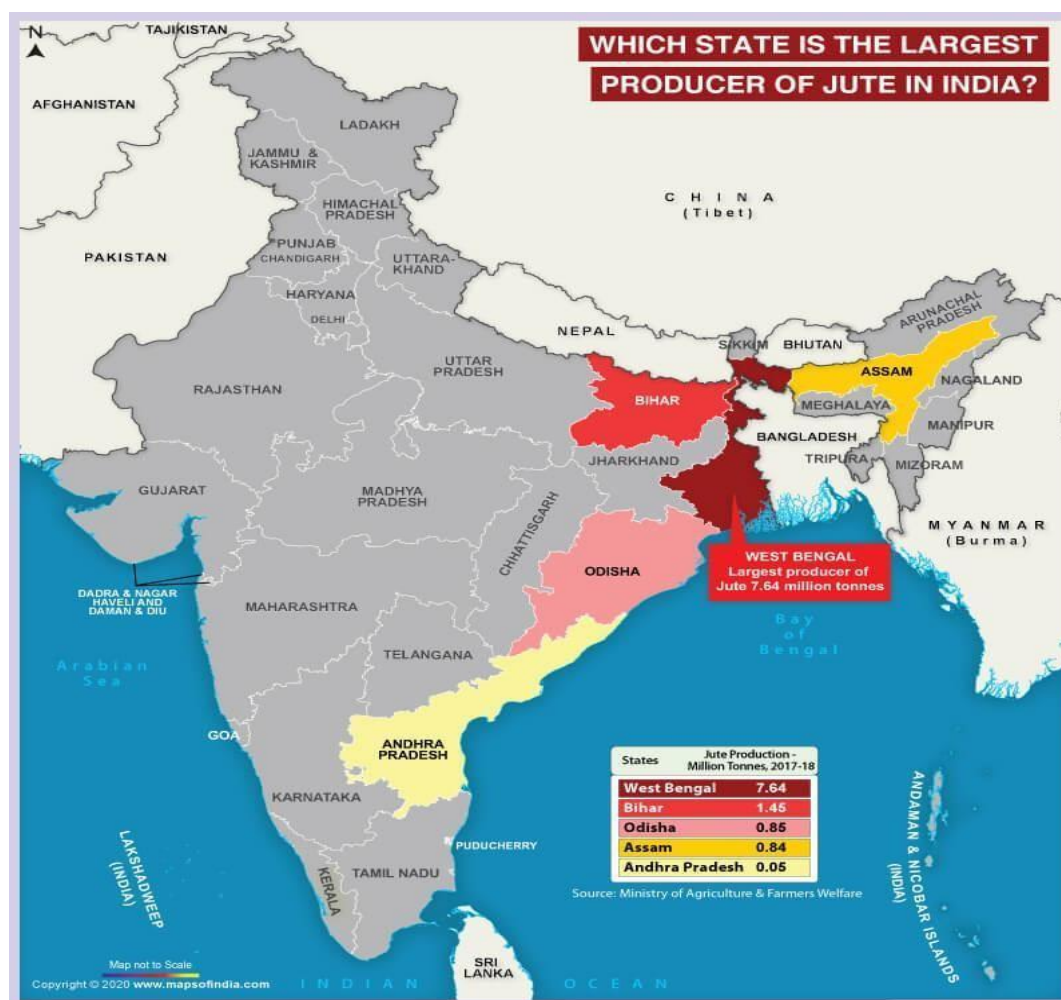 N
WHICH STATE IS THE LARGEST
PRODUCER OF JUTE IN INDIA?
TAJIKISTAN
AFGHANISTAN
LADAKH
JAMMU &
KASHMIR
HIMACHAL
PRADESH
C H I N A
(Tibet)
PUNJAB
CHANDIGARH
PAKISTAN
UTTARA-
KHAND
HARYANA
DELHI
NEPAL
SIKKIM
BHUTAN
ARUNACHAL
PRADESH
UTTAR
PRADESH
RAJASTHAN
BIHAR
ASSAM
NAGALAND
MEGHALAYA
MANIPUR
BANGLADESH
JHARKHAND
TRIPURA
MIZORAM
GUJARAT
MADHYA
PRADESH
CHHATTISGARH
MYANMAR
(Burma)
WEST BENGAL
Largest producer of
Jute 7.64 million tonnes
ODISHA
DADRA & NAGAR
HAVELI AND
DAMAN & DIU
MAHARASHTRA
Bay
of
Bengal
TELANGANA
Arabian
Sea
GOA
ANDHRA
PRADESH
States Jute Production -
Million Tonnes, 2017-18
West Bengal 7.64
Bihar 1.45
Odisha 0.85
Assam 0.84
Andhra Pradesh 0.05
Source: Ministry of Agriculture & Farmers Welfare
KARNATAKA
PUDUCHERRY
TAMIL NADU
KERALA
LAKSHADWEEP
(INDIA)
ANDAMAN & NICOBAR ISLANDS
(INDIA)
SRI
LANKA
Map not to Scale
Copyright © 2020 www.mapsofindia.com
I N D I A N O C E A N